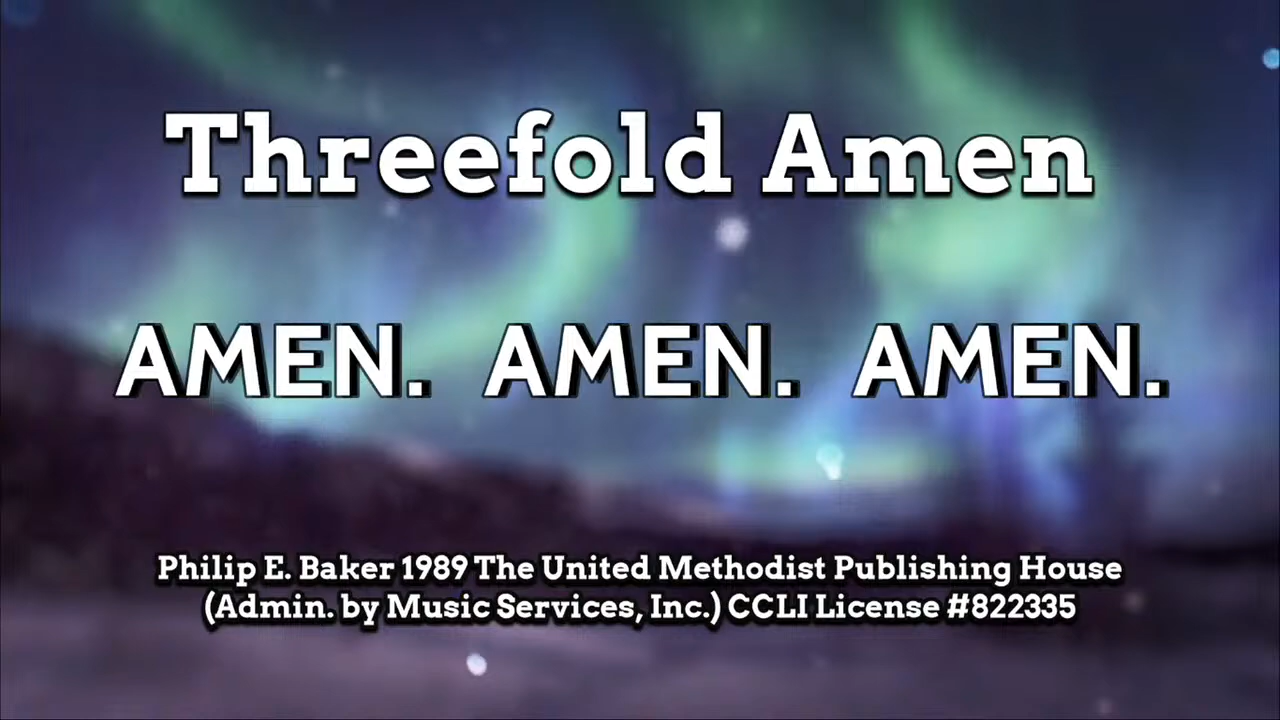 Threefold Amen
AMEN. AMEN. AMEN.
Philip E. Baker 1989 The United Methodist Publishing House
(Admin. by Music Services, Inc.) CCLI License #822335